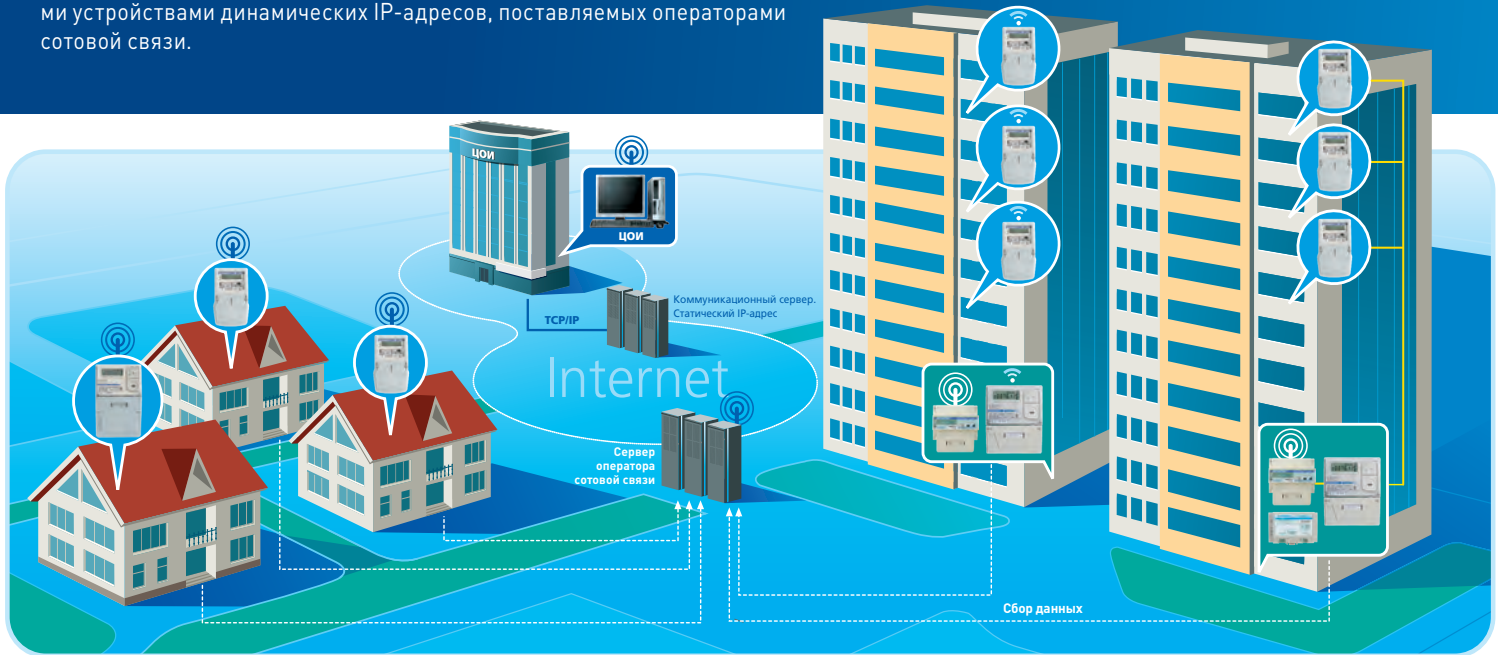 ми устройствами динамических IP-адресов, поставляемых операторами
сотовой связи.
ЦОИ
ЦОИ
Коммуникационный сервер.
Статический IP-адрес
TCP/IP
Internet
Сервер
оператора
сотовой связи
Сбор данных